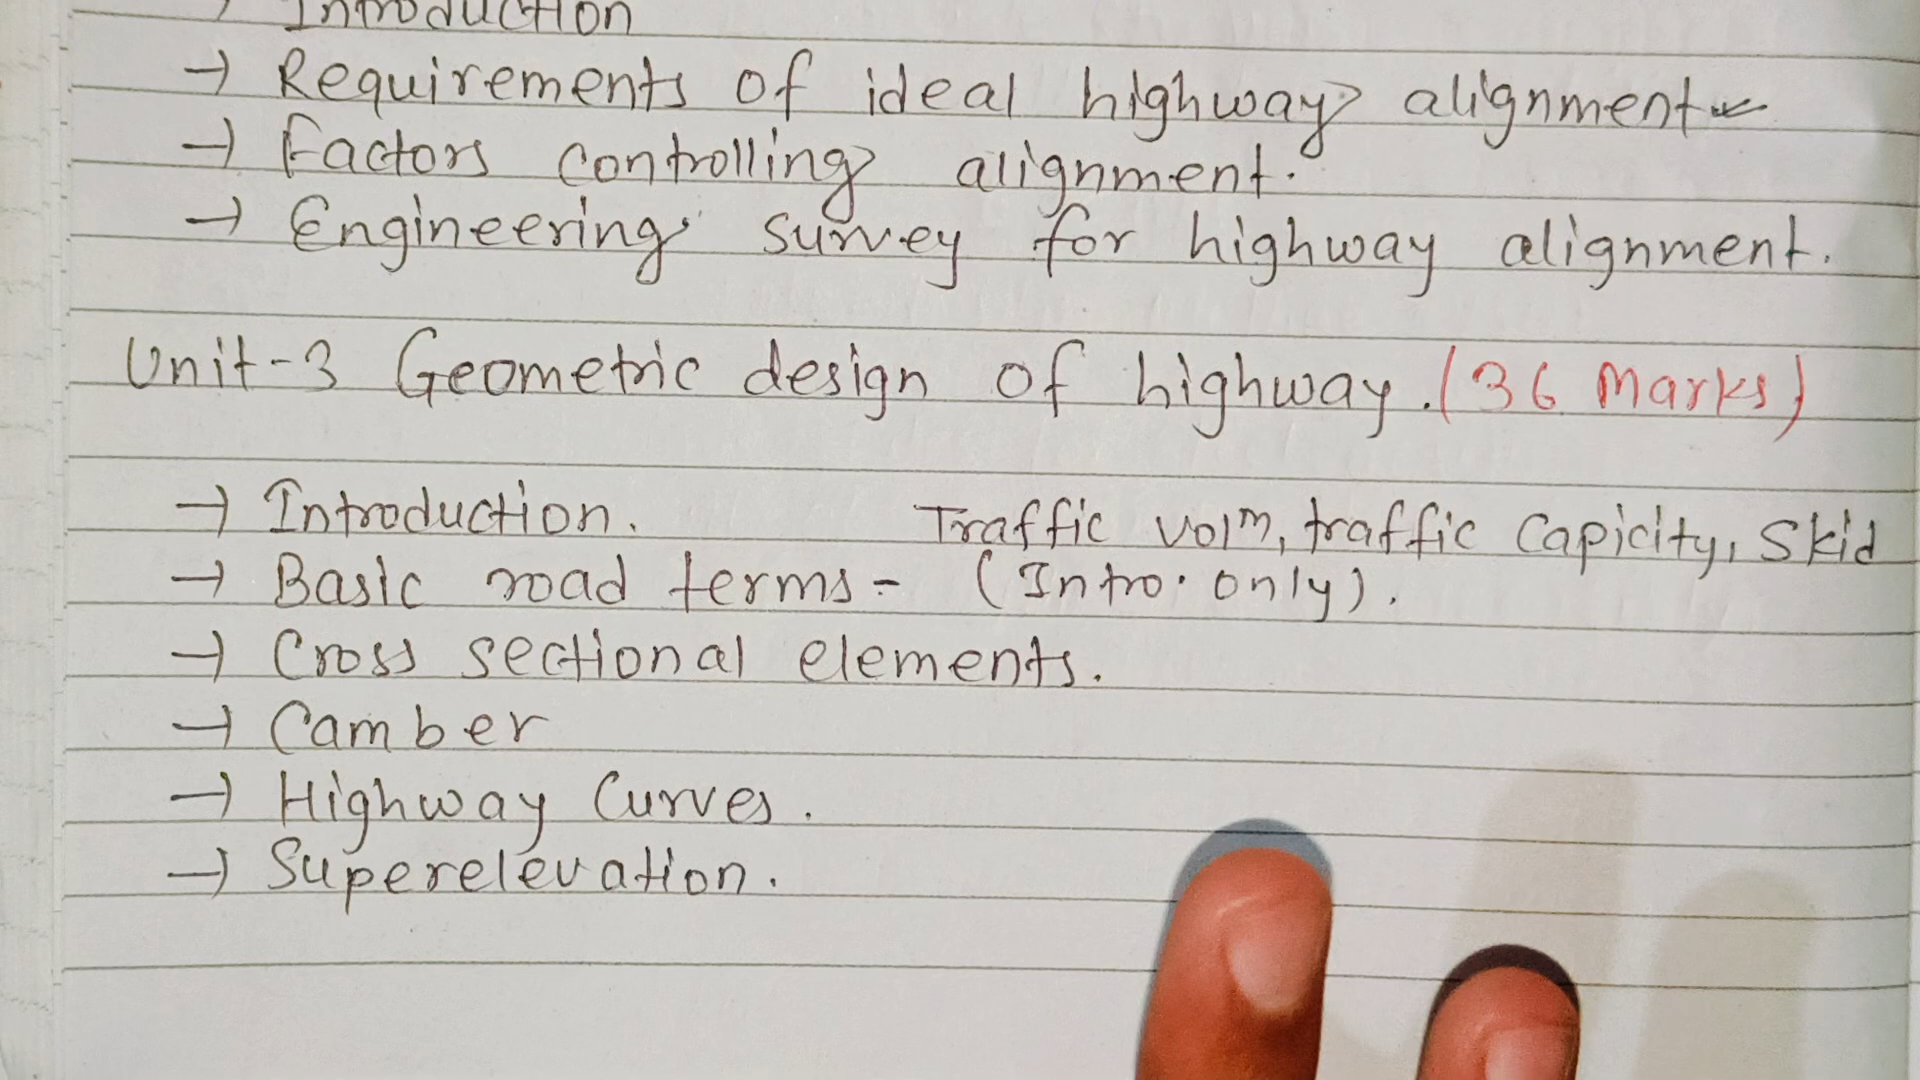 → Introduction
→ Requirements of ideal highway alignment
→ Factors controlling alignment.
→ Engineering survey for highway alignment.
Unit-3 Geometric design of highway. (36 Marks)
→ Introduction.
Traffic volm, traffic Capicity, Skid
→ Basic road terms - (Intro. only).
→ Cross sectional elements.
→ Camber
→ Highway Curves.
→ Superelevation.